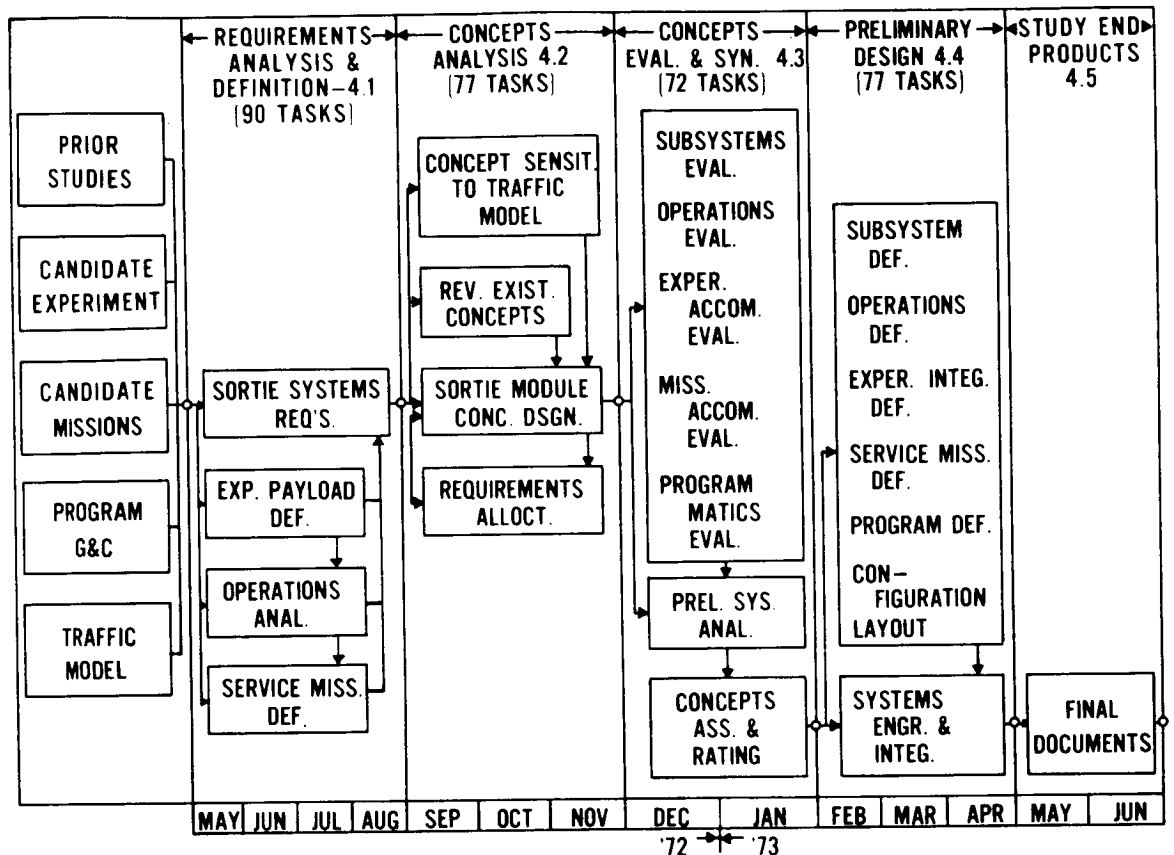 REQUIREMENTS
ANALYSIS &
DEFINITION–4.1
(90 TASKS)
CONCEPTS
ANALYSIS 4.2
(77 TASKS)
CONCEPTS
EVAL. & SYN. 4.3
(72 TASKS)
PRELIMINARY
DESIGN 4.4
(77 TASKS)
STUDY END
PRODUCTS
4.5
PRIOR
STUDIES
CANDIDATE
EXPERIMENT
CANDIDATE
MISSIONS
PROGRAM
G&C
TRAFFIC
MODEL
SORTIE SYSTEMS
REQ'S.
EXP. PAYLOAD
DEF.
OPERATIONS
ANAL.
SERVICE MISS.
DEF.
CONCEPT SENSIT.
TO TRAFFIC
MODEL
REV. EXIST.
CONCEPTS
SORTIE MODULE
CONC. DSGN.
REQUIREMENTS
ALLOCT.
SUBSYSTEMS
EVAL.
OPERATIONS
EVAL.
EXPER.
ACCOM.
EVAL.
MISS.
ACCOM.
EVAL.
PROGRAM
MATICS
EVAL.
PREL. SYS.
ANAL.
CONCEPTS
ASS. &
RATING
SUBSYSTEM
DEF.
OPERATIONS
DEF.
EXPER. INTEG.
DEF.
SERVICE MISS.
DEF.
PROGRAM DEF.
CON–
FIGURATION
LAYOUT
SYSTEMS
ENGR. &
INTEG.
FINAL
DOCUMENTS
MAY JUN JUL AUG SEP OCT NOV DEC JAN FEB MAR APR MAY JUN
'72 '73